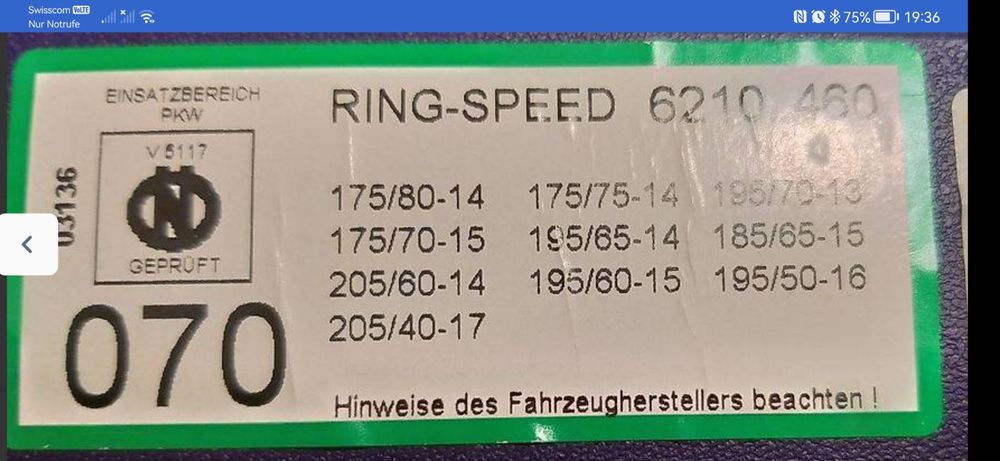 Swisscom VoLTE
Nur Notrufe
75% 19:36
EINSATZBEREICH
PKW
V 5117
GEPRÜFT
03136
070
RING-SPEED 6210 460
175/80-14 175/75-14 195/70-13
175/70-15 195/65-14 185/65-15
205/60-14 195/60-15 195/50-16
205/40-17
Hinweise des Fahrzeugherstellers beachten !